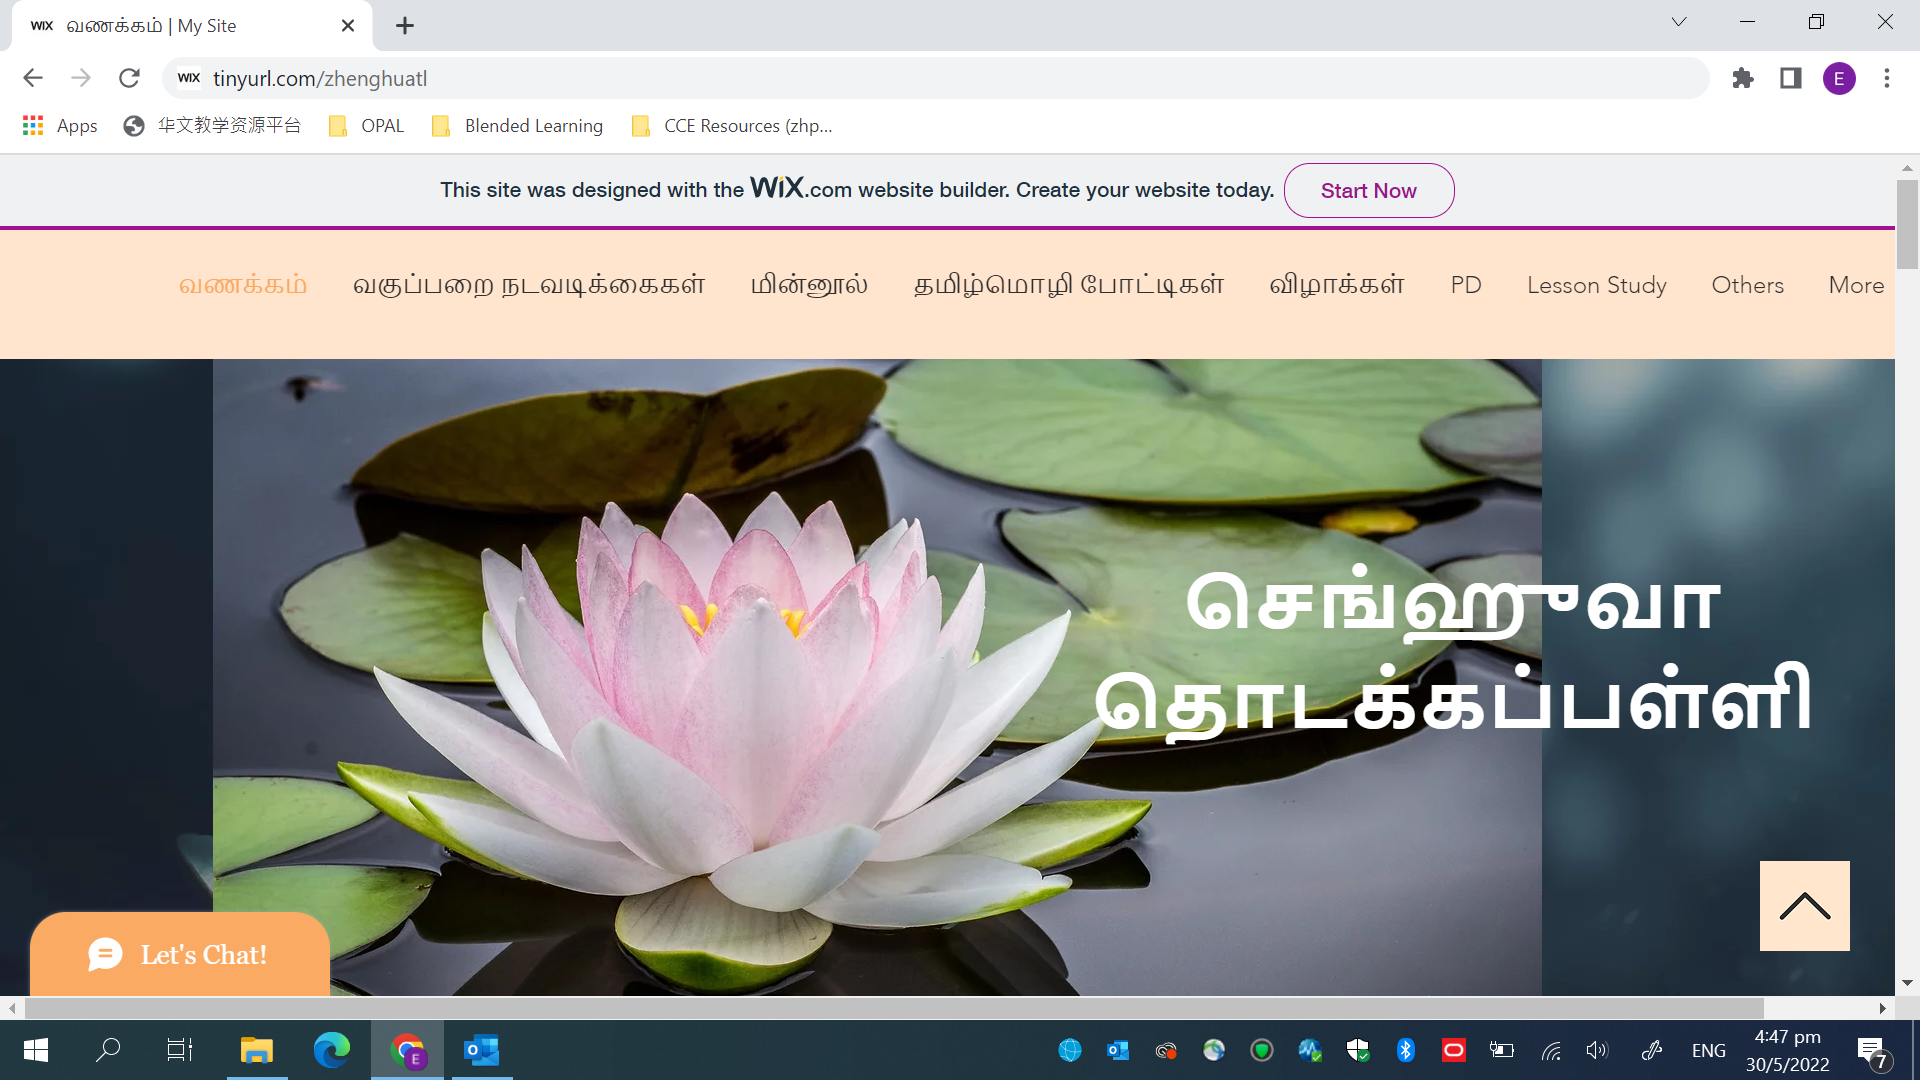 WIX வணக்கம் | My Site
WIX tinyurl.com/zhenghuatl
E
Apps 华文教学资源平台 OPAL Blended Learning CCE Resources (zhp...
This site was designed with the WiX.com website builder. Create your website today. Start Now
வணக்கம் வகுப்பறை நடவடிக்கைகள் மின்னூல் தமிழ்மொழி போட்டிகள் விழாக்கள் PD Lesson Study Others More
செங்ஹுவா
தொடக்கப்பள்ளி
Let's Chat!
ENG
4:47 pm
30/5/2022
7